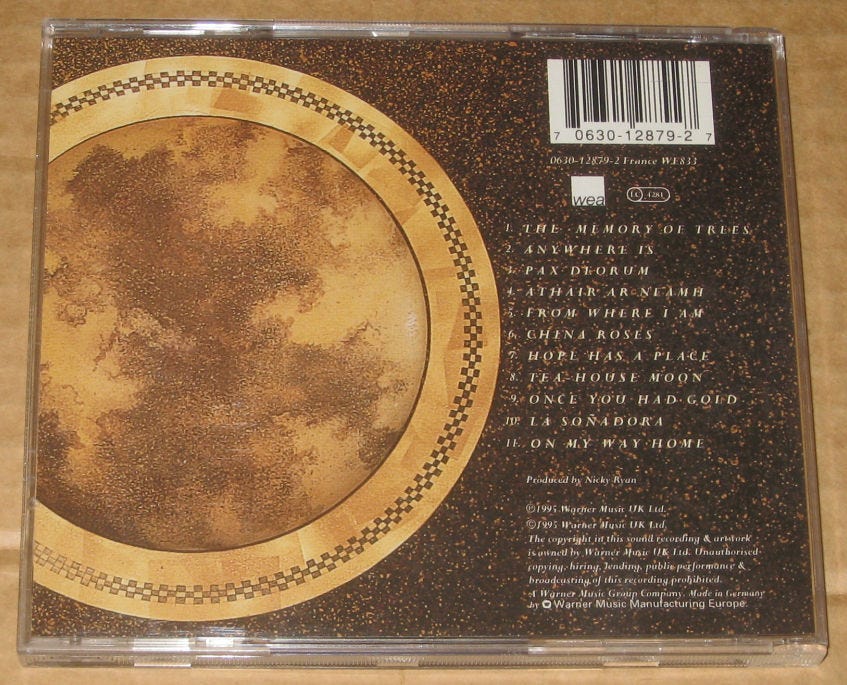 7 0630-12879-2 7
0630-12879-2 France WE833
wea
LC 4281
1. THE MEMORY OF TREES
2. ANYWHERE IS
3. PAX DEORUM
4. ATHAIR AR NEAMH
5. FROM WHERE I AM
6. CHINA ROSES
7. HOPE HAS A PLACE
8. TEA-HOUSE MOON
9. ONCE YOU HAD GOLD
10. LA SOÑADORA
11. ON MY WAY HOME
Produced by Nicky Ryan
℗1995 Warner Music UK Ltd.
©1995 Warner Music UK Ltd.
The copyright in this sound recording & artwork
is owned by Warner Music UK Ltd. Unauthorised
copying, hiring, lending, public performance &
broadcasting of this recording prohibited.
A Warner Music Group Company. Made in Germany
by Warner Music Manufacturing Europe.